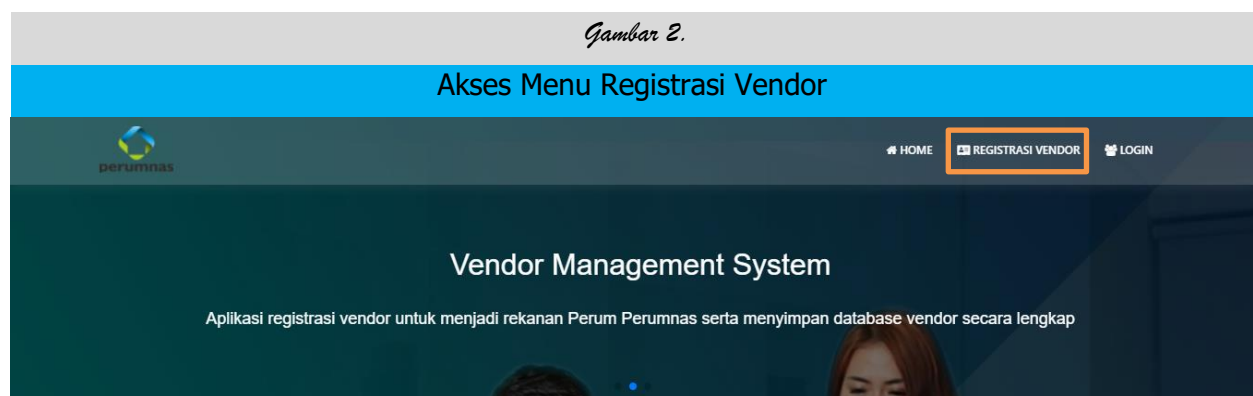 Gambar 2.
Akses Menu Registrasi Vendor
perumnas
HOME REGISTRASI VENDOR LOGIN
Vendor Management System
Aplikasi registrasi vendor untuk menjadi rekanan Perum Perumnas serta menyimpan database vendor secara lengkap